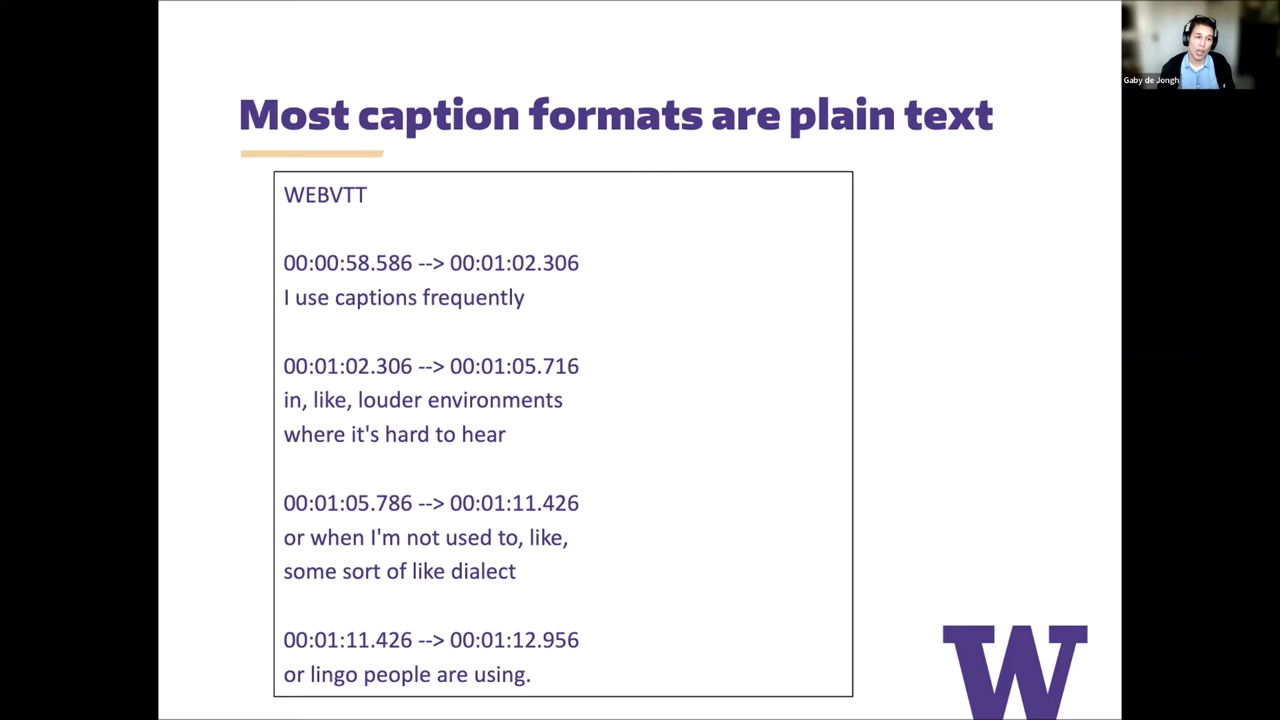 Most caption formats are plain text
WEBVTT
00:00:58.586 --> 00:01:02.306
I use captions frequently
00:01:02.306 --> 00:01:05.716
in, like, louder environments
where it's hard to hear
00:01:05.786 --> 00:01:11.426
or when I'm not used to, like,
some sort of like dialect
00:01:11.426 --> 00:01:12.956
or lingo people are using.
W
Gaby de Jongh